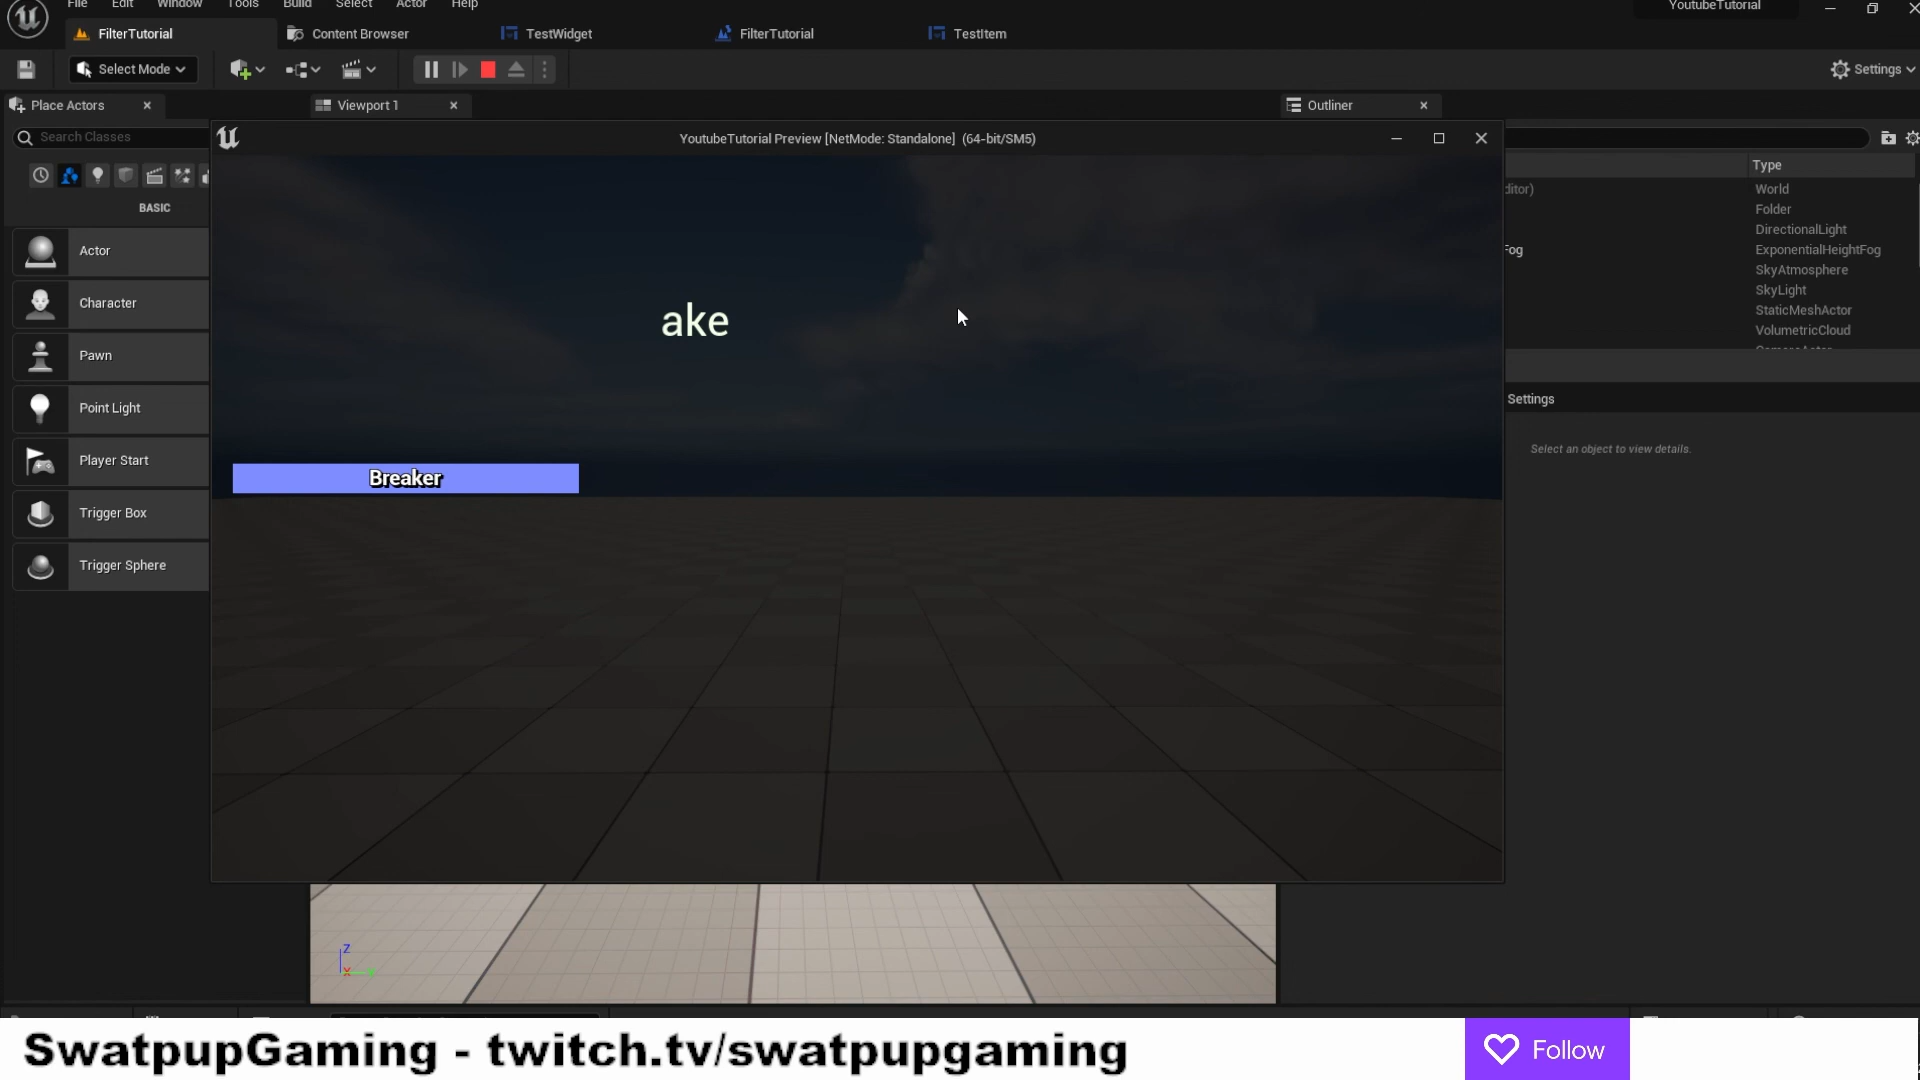 File Edit Window Tools Build Select Actor Help YoutubeTutorial
FilterTutorial Content Browser TestWidget FilterTutorial TestItem
Select Mode Settings
Place Actors Viewport 1 Outliner
Search Classes
YoutubeTutorial Preview [NetMode: Standalone] (64-bit/SM5)
Type
ditor) World
BASIC Folder
DirectionalLight
Actor
Fog ExponentialHeightFog
SkyAtmosphere
SkyLight
Character
StaticMeshActor
ake
VolumetricCloud
Pawn
Settings
Point Light
Select an object to view details.
Player Start
Breaker
Trigger Box
Trigger Sphere
Z
X
SwatpupGaming - twitch.tv/swatpupgaming
Follow